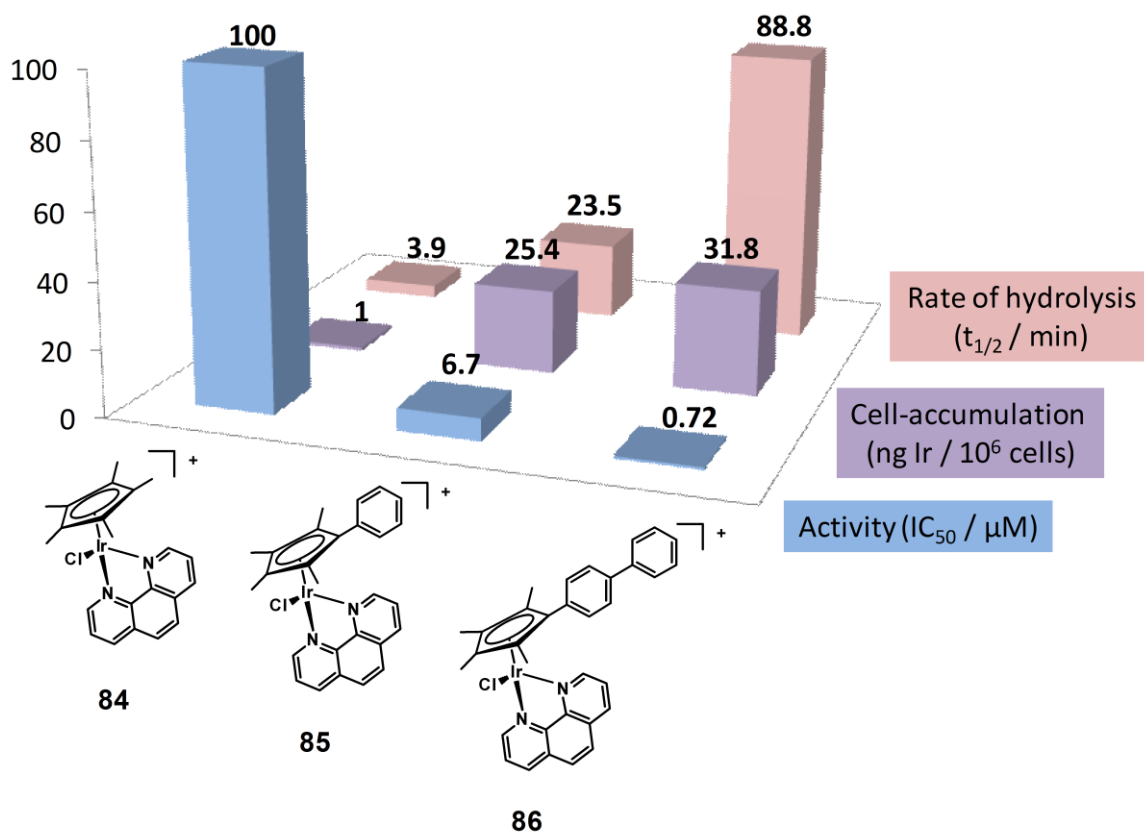 100
88.8
100
80
60
40
20
0
23.5
3.9
25.4
31.8
1
6.7
0.72
Rate of hydrolysis
(t1/2 / min)
Cell-accumulation
(ng Ir / 10⁶ cells)
Activity (IC50 / μM)
+
Ir
Cl
N
N
84
+
Ir
Cl
N
N
85
+
Ir
Cl
N
N
86